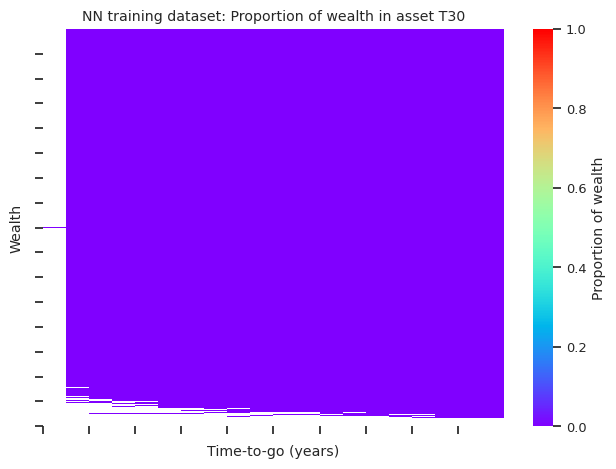 NN training dataset: Proportion of wealth in asset T30
Wealth
Time-to-go (years)
1.0
0.8
0.6
0.4
0.2
0.0
Proportion of wealth